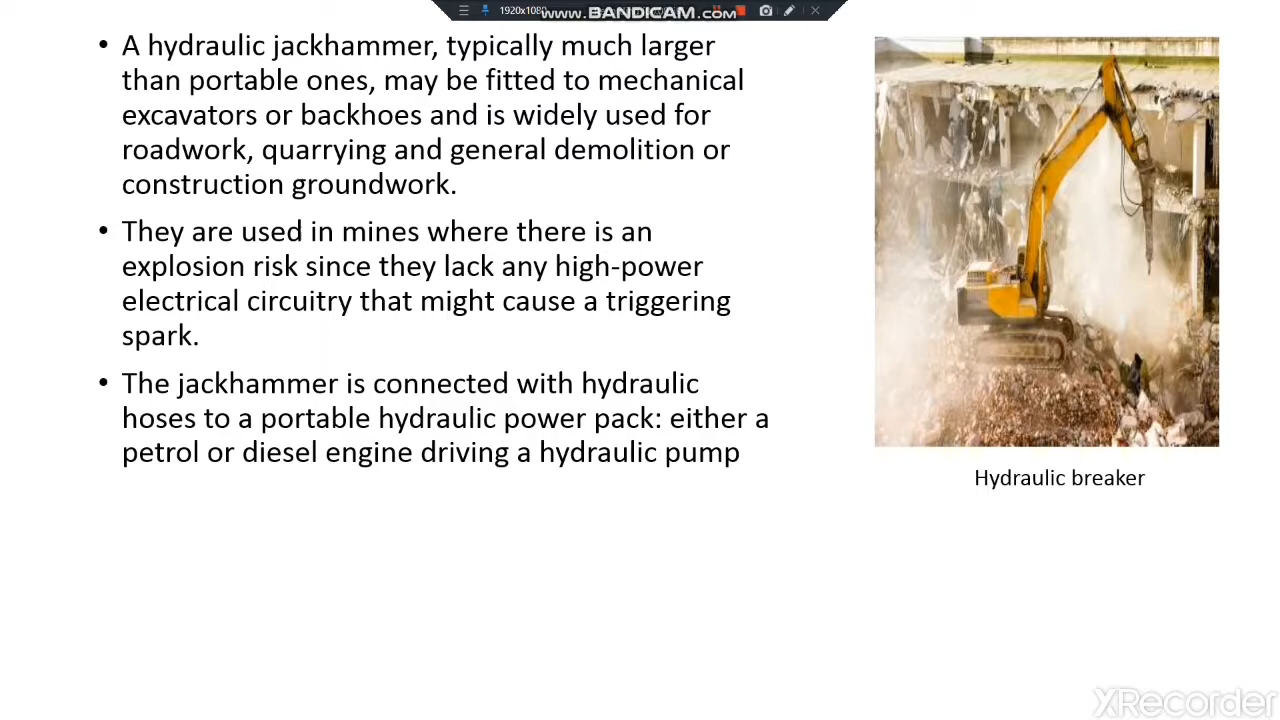 1920x1080
www.BANDICAM.com
• A hydraulic jackhammer, typically much larger
than portable ones, may be fitted to mechanical
excavators or backhoes and is widely used for
roadwork, quarrying and general demolition or
construction groundwork.
• They are used in mines where there is an
explosion risk since they lack any high-power
electrical circuitry that might cause a triggering
spark.
• The jackhammer is connected with hydraulic
hoses to a portable hydraulic power pack: either a
petrol or diesel engine driving a hydraulic pump
Hydraulic breaker
XRecorder